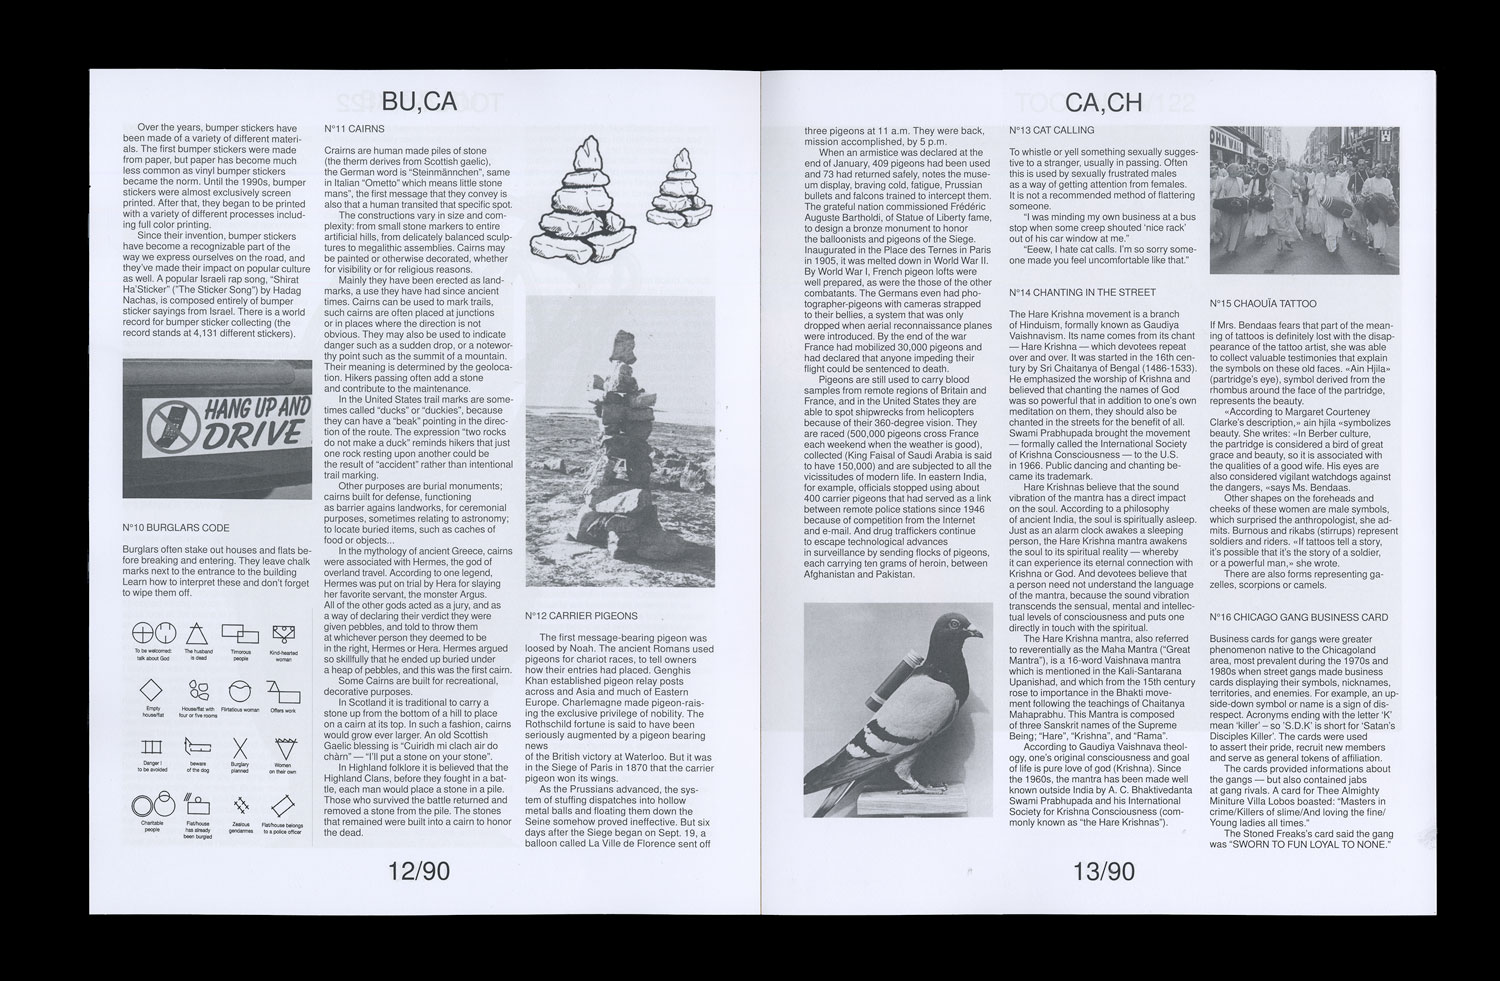 BU,CA
Over the years, bumper stickers have
been made of a variety of different materi-
als. The first bumper stickers were made
from paper, but paper has become much
less common as vinyl bumper stickers
became the norm. Until the 1990s, bumper
stickers were almost exclusively screen
printed. After that, they began to be printed
with a variety of different processes includ-
ing full color printing.
Since their invention, bumper stickers
have become a recognizable part of the
way we express ourselves on the road, and
they've made their impact on popular culture
as well. A popular Israeli rap song, “Shirat
Ha'Sticker” (“The Sticker Song”) by Hadag
Nachas, is composed entirely of bumper
sticker sayings from Israel. There is a world
record for bumper sticker collecting (the
record stands at 4,131 different stickers).
HANG UP AND
DRIVE
N°10 BURGLARS CODE
Burglars often stake out houses and flats be-
fore breaking and entering. They leave chalk
marks next to the entrance to the building
Learn how to interpret these and don't forget
to wipe them off.
To be welcomed:
talk about God
The husband
is dead
Timorous
people
Kind-hearted
woman
Empty
house/flat
House/flat with
four or five rooms
Flirtatious woman
Offers work
Danger !
to be avoided
beware
of the dog
Burglary
planned
Women
on their own
Charitable
people
Flat/house
has already
been burgled
Zealous
gendarmes
Flat/house belongs
to a police officer
N°11 CAIRNS
Crairns are human made piles of stone
(the therm derives from Scottish gaelic),
the German word is “Steinmännchen”, same
in Italian “Ometto” which means little stone
mans”, the first message that they convey is
also that a human transited that specific spot.
The constructions vary in size and com-
plexity: from small stone markers to entire
artificial hills, from delicately balanced sculp-
tures to megalithic assemblies. Cairns may
be painted or otherwise decorated, whether
for visibility or for religious reasons.
Mainly they have been erected as land-
marks, a use they have had since ancient
times. Cairns can be used to mark trails,
such cairns are often placed at junctions
or in places where the direction is not
obvious. They may also be used to indicate
danger such as a sudden drop, or a notewor-
thy point such as the summit of a mountain.
Their meaning is determined by the geoloca-
tion. Hikers passing often add a stone
and contribute to the maintenance.
In the United States trail marks are some-
times called “ducks” or “duckies”, because
they can have a “beak” pointing in the direc-
tion of the route. The expression “two rocks
do not make a duck” reminds hikers that just
one rock resting upon another could be
the result of “accident” rather than intentional
trail marking.
Other purposes are burial monuments;
cairns built for defense, functioning
as barrier agains landworks, for ceremonial
purposes, sometimes relating to astronomy;
to locate buried items, such as caches of
food or objects...
In the mythology of ancient Greece, cairns
were associated with Hermes, the god of
overland travel. According to one legend,
Hermes was put on trial by Hera for slaying
her favorite servant, the monster Argus.
All of the other gods acted as a jury, and as
a way of declaring their verdict they were
given pebbles, and told to throw them
at whichever person they deemed to be
in the right, Hermes or Hera. Hermes argued
so skillfully that he ended up buried under
a heap of pebbles, and this was the first cairn.
Some Cairns are built for recreational,
decorative purposes.
In Scotland it is traditional to carry a
stone up from the bottom of a hill to place
on a cairn at its top. In such a fashion, cairns
would grow ever larger. An old Scottish
Gaelic blessing is “Cuiridh mi clach air do
chàrn” — “I'll put a stone on your stone”.
In Highland folklore it is believed that the
Highland Clans, before they fought in a bat-
tle, each man would place a stone in a pile.
Those who survived the battle returned and
removed a stone from the pile. The stones
that remained were built into a cairn to honor
the dead.
N°12 CARRIER PIGEONS
The first message-bearing pigeon was
loosed by Noah. The ancient Romans used
pigeons for chariot races, to tell owners
how their entries had placed. Genghis
Khan established pigeon relay posts
across and Asia and much of Eastern
Europe. Charlemagne made pigeon-rais-
ing the exclusive privilege of nobility. The
Rothschild fortune is said to have been
seriously augmented by a pigeon bearing
news
of the British victory at Waterloo. But it was
in the Siege of Paris in 1870 that the carrier
pigeon won its wings.
As the Prussians advanced, the sys-
tem of stuffing dispatches into hollow
metal balls and floating them down the
Seine somehow proved ineffective. But six
days after the Siege began on Sept. 19, a
balloon called La Ville de Florence sent off
12/90
CA,CH
three pigeons at 11 a.m. They were back,
mission accomplished, by 5 p.m.
When an armistice was declared at the
end of January, 409 pigeons had been used
and 73 had returned safely, notes the muse-
um display, braving cold, fatigue, Prussian
bullets and falcons trained to intercept them.
The grateful nation commissioned Frédéric
Auguste Bartholdi, of Statue of Liberty fame,
to design a bronze monument to honor
the balloonists and pigeons of the Siege.
Inaugurated in the Place des Ternes in Paris
in 1905, it was melted down in World War II.
By World War I, French pigeon lofts were
well prepared, as were the those of the other
combatants. The Germans even had pho-
tographer-pigeons with cameras strapped
to their bellies, a system that was only
dropped when aerial reconnaissance planes
were introduced. By the end of the war
France had mobilized 30,000 pigeons and
had declared that anyone impeding their
flight could be sentenced to death.
Pigeons are still used to carry blood
samples from remote regions of Britain and
France, and in the United States they are
able to spot shipwrecks from helicopters
because of their 360-degree vision. They
are raced (500,000 pigeons cross France
each weekend when the weather is good),
collected (King Faisal of Saudi Arabia is said
to have 150,000) and are subjected to all the
vicissitudes of modern life. In eastern India,
for example, officials stopped using about
400 carrier pigeons that had served as a link
between remote police stations since 1946
because of competition from the Internet
and e-mail. And drug traffickers continue
to escape technological advances
in surveillance by sending flocks of pigeons,
each carrying ten grams of heroin, between
Afghanistan and Pakistan.
N°13 CAT CALLING
To whistle or yell something sexually sugges-
tive to a stranger, usually in passing. Often
this is used by sexually frustrated males
as a way of getting attention from females.
It is not a recommended method of flattering
someone.
“I was minding my own business at a bus
stop when some creep shouted ‘nice rack’
out of his car window at me.”
“Eeew, I hate cat calls. I'm so sorry some-
one made you feel uncomfortable like that.”
N°14 CHANTING IN THE STREET
The Hare Krishna movement is a branch
of Hinduism, formally known as Gaudiya
Vaishnavism. Its name comes from its chant
— Hare Krishna — which devotees repeat
over and over. It was started in the 16th cen-
tury by Sri Chaitanya of Bengal (1486-1533).
He emphasized the worship of Krishna and
believed that chanting the names of God
was so powerful that in addition to one's own
meditation on them, they should also be
chanted in the streets for the benefit of all.
Swami Prabhupada brought the movement
— formally called the International Society
of Krishna Consciousness — to the U.S.
in 1966. Public dancing and chanting be-
came its trademark.
Hare Krishnas believe that the sound
vibration of the mantra has a direct impact
on the soul. According to a philosophy
of ancient India, the soul is spiritually asleep.
Just as an alarm clock awakes a sleeping
person, the Hare Krishna mantra awakens
the soul to its spiritual reality — whereby
it can experience its eternal connection with
Krishna or God. And devotees believe that
a person need not understand the language
of the mantra, because the sound vibration
transcends the sensual, mental and intellec-
tual levels of consciousness and puts one
directly in touch with the spiritual.
The Hare Krishna mantra, also referred
to reverentially as the Maha Mantra (“Great
Mantra”), is a 16-word Vaishnava mantra
which is mentioned in the Kali-Santarana
Upanishad, and which from the 15th century
rose to importance in the Bhakti move-
ment following the teachings of Chaitanya
Mahaprabhu. This Mantra is composed
of three Sanskrit names of the Supreme
Being; “Hare”, “Krishna”, and “Rama”.
According to Gaudiya Vaishnava theol-
ogy, one's original consciousness and goal
of life is pure love of god (Krishna). Since
the 1960s, the mantra has been made well
known outside India by A. C. Bhaktivedanta
Swami Prabhupada and his International
Society for Krishna Consciousness (com-
monly known as “the Hare Krishnas”).
N°15 CHAOUÏA TATTOO
If Mrs. Bendaas fears that part of the mean-
ing of tattoos is definitely lost with the disap-
pearance of the tattoo artist, she was able
to collect valuable testimonies that explain
the symbols on these old faces. «Ain Hjila»
(partridge's eye), symbol derived from the
rhombus around the face of the partridge,
represents the beauty.
«According to Margaret Courteney
Clarke's description,» ain hjila «symbolizes
beauty. She writes: «In Berber culture,
the partridge is considered a bird of great
grace and beauty, so it is associated with
the qualities of a good wife. His eyes are
also considered vigilant watchdogs against
the dangers, «says Ms. Bendaas.
Other shapes on the foreheads and
cheeks of these women are male symbols,
which surprised the anthropologist, she ad-
mits. Burnous and rikabs (stirrups) represent
soldiers and riders. «If tattoos tell a story,
it's possible that it's the story of a soldier,
or a powerful man,» she wrote.
There are also forms representing ga-
zelles, scorpions or camels.
N°16 CHICAGO GANG BUSINESS CARD
Business cards for gangs were greater
phenomenon native to the Chicagoland
area, most prevalent during the 1970s and
1980s when street gangs made business
cards displaying their symbols, nicknames,
territories, and enemies. For example, an up-
side-down symbol or name is a sign of dis-
respect. Acronyms ending with the letter ‘K’
mean ‘killer’ – so ‘S.D.K’ is short for ‘Satan's
Disciples Killer’. The cards were used
to assert their pride, recruit new members
and serve as general tokens of affiliation.
The cards provided informations about
the gangs — but also contained jabs
at gang rivals. A card for Thee Almighty
Miniture Villa Lobos boasted: “Masters in
crime/Killers of slime/And loving the fine/
Young ladies all times.”
The Stoned Freaks's card said the gang
was “SWORN TO FUN LOYAL TO NONE.”
13/90